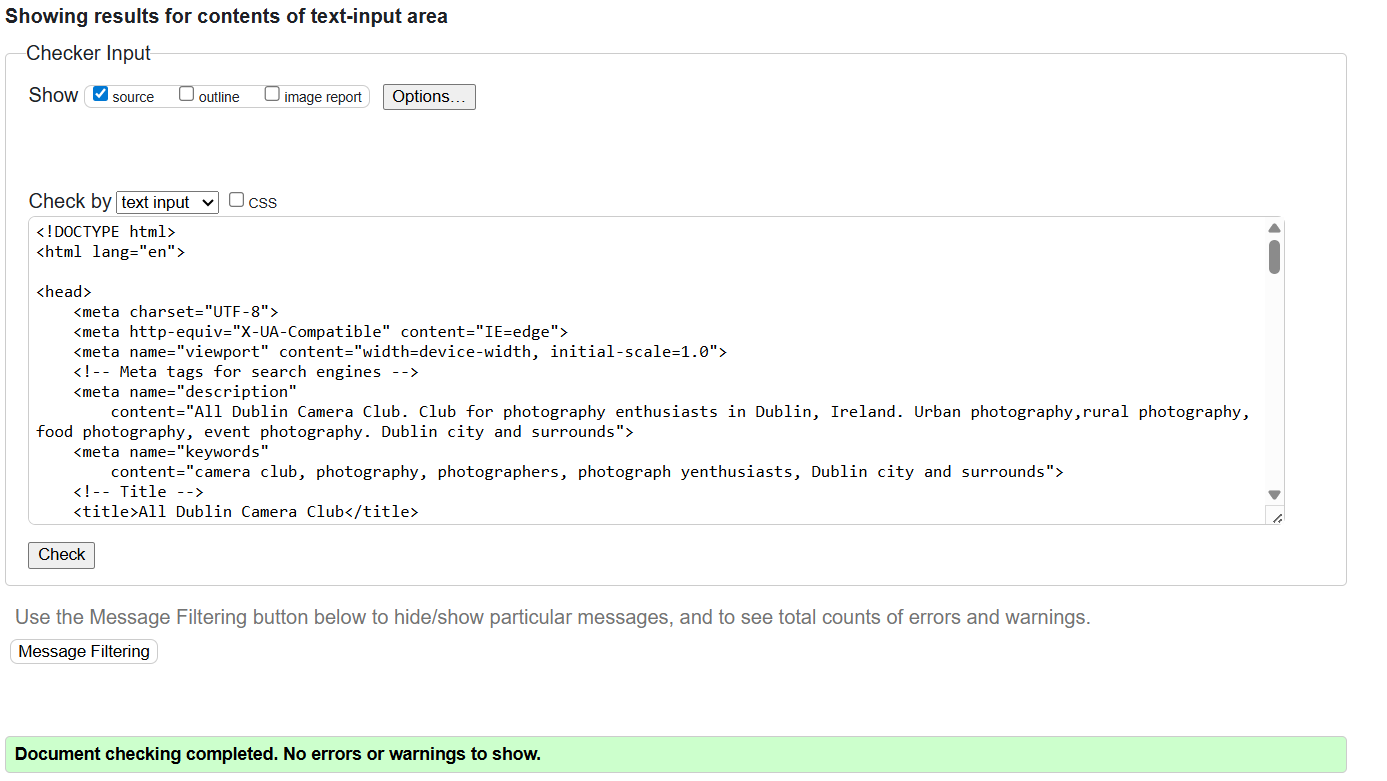 Showing results for contents of text-input area
Checker Input
Show source outline image report Options...
Check by text input CSS
<!DOCTYPE html>
<html lang="en">
<head>
<meta charset="UTF-8">
<meta http-equiv="X-UA-Compatible" content="IE=edge">
<meta name="viewport" content="width=device-width, initial-scale=1.0">
<!-- Meta tags for search engines -->
<meta name="description"
content="All Dublin Camera Club. Club for photography enthusiasts in Dublin, Ireland. Urban photography,rural photography,
food photography, event photography. Dublin city and surrounds">
<meta name="keywords"
content="camera club, photography, photographers, photograph yenthusiasts, Dublin city and surrounds">
<!-- Title -->
<title>All Dublin Camera Club</title>
Check
Use the Message Filtering button below to hide/show particular messages, and to see total counts of errors and warnings.
Message Filtering
Document checking completed. No errors or warnings to show.